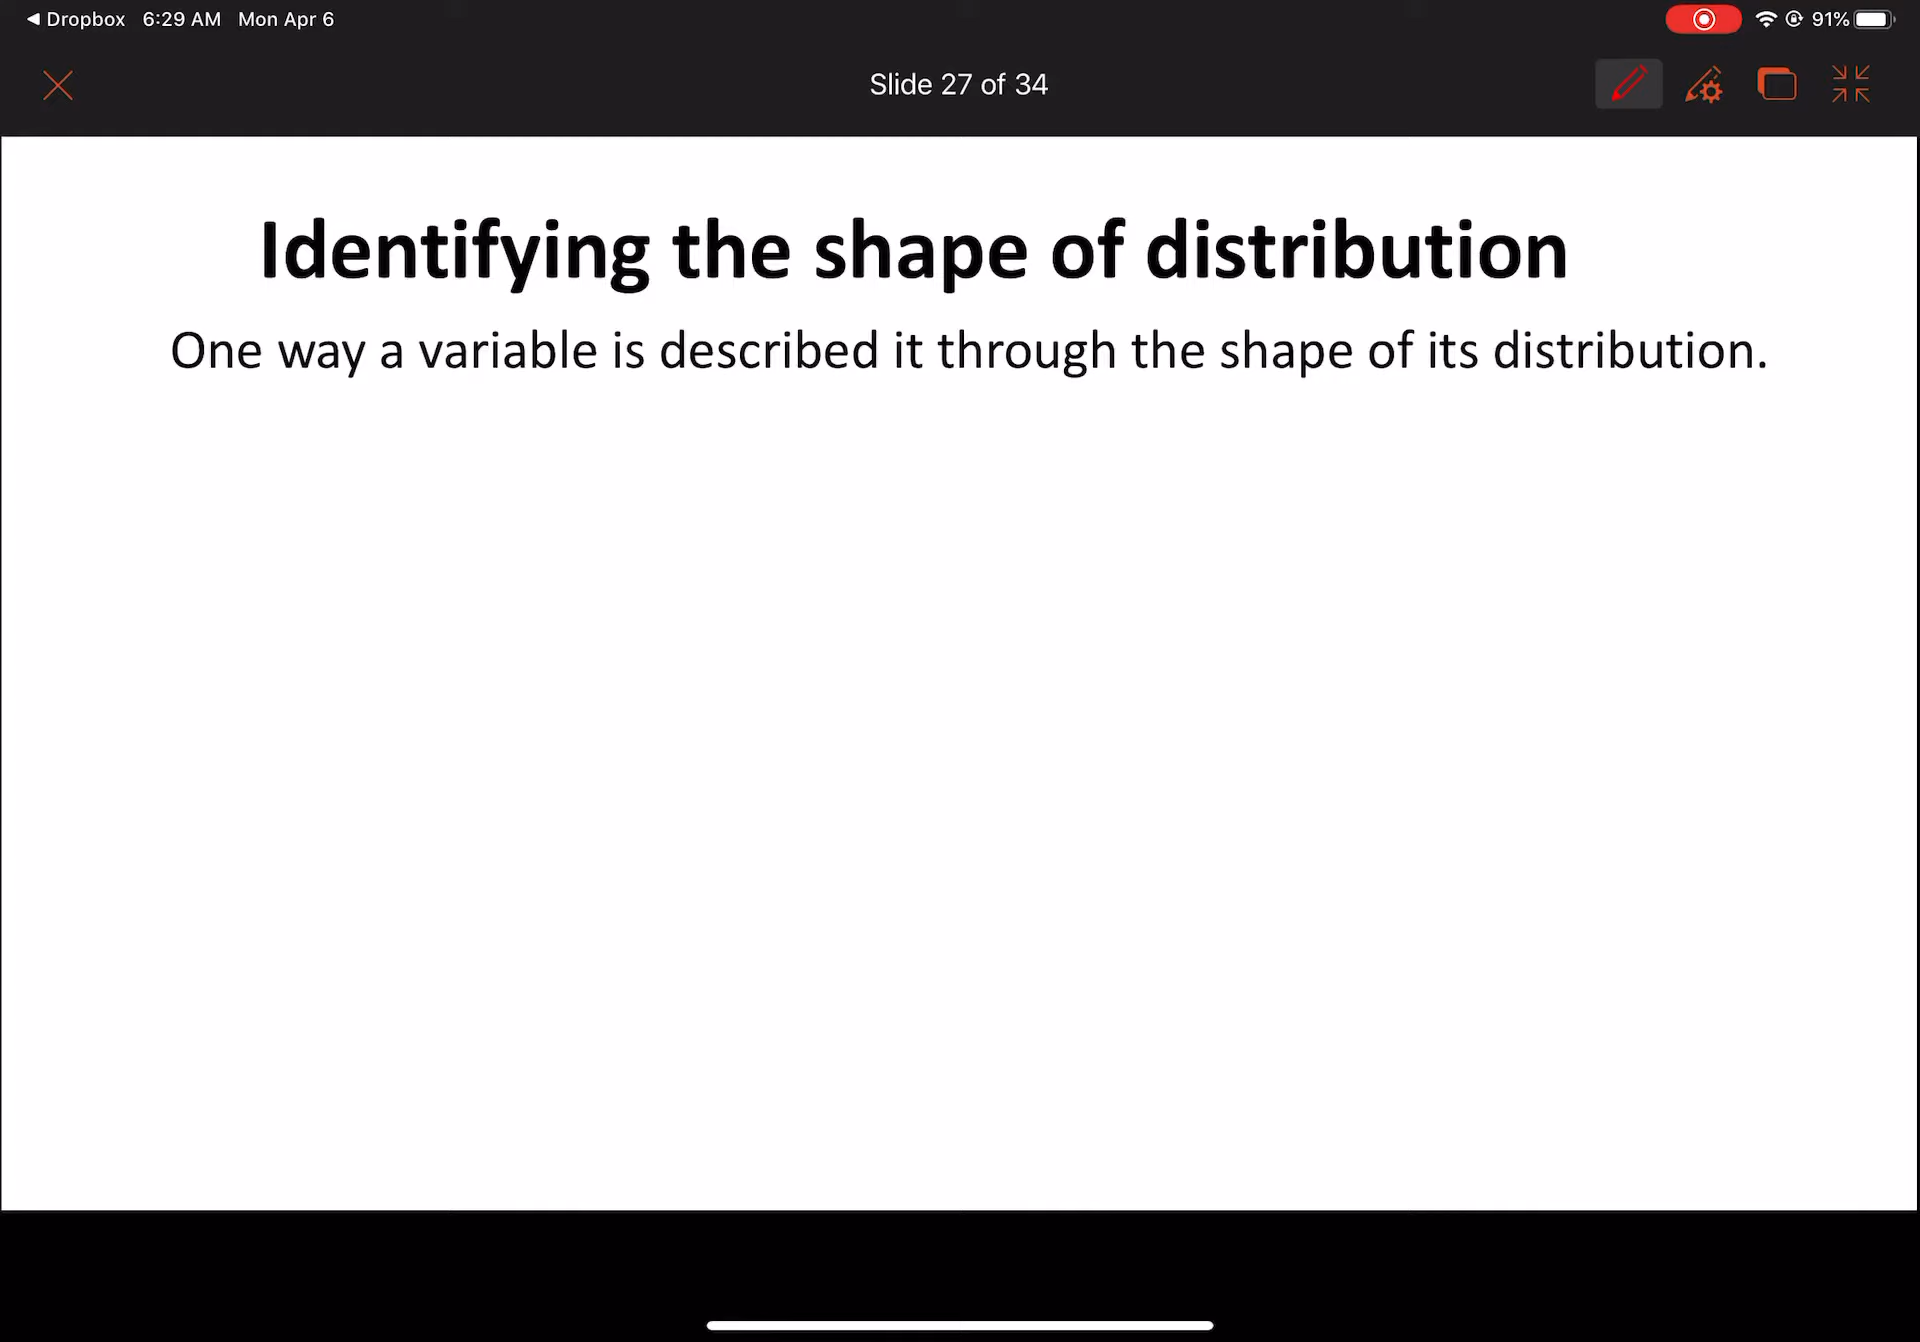 ◀ Dropbox 6:29 AM Mon Apr 6 91%
Slide 27 of 34
Identifying the shape of distribution
One way a variable is described it through the shape of its distribution.